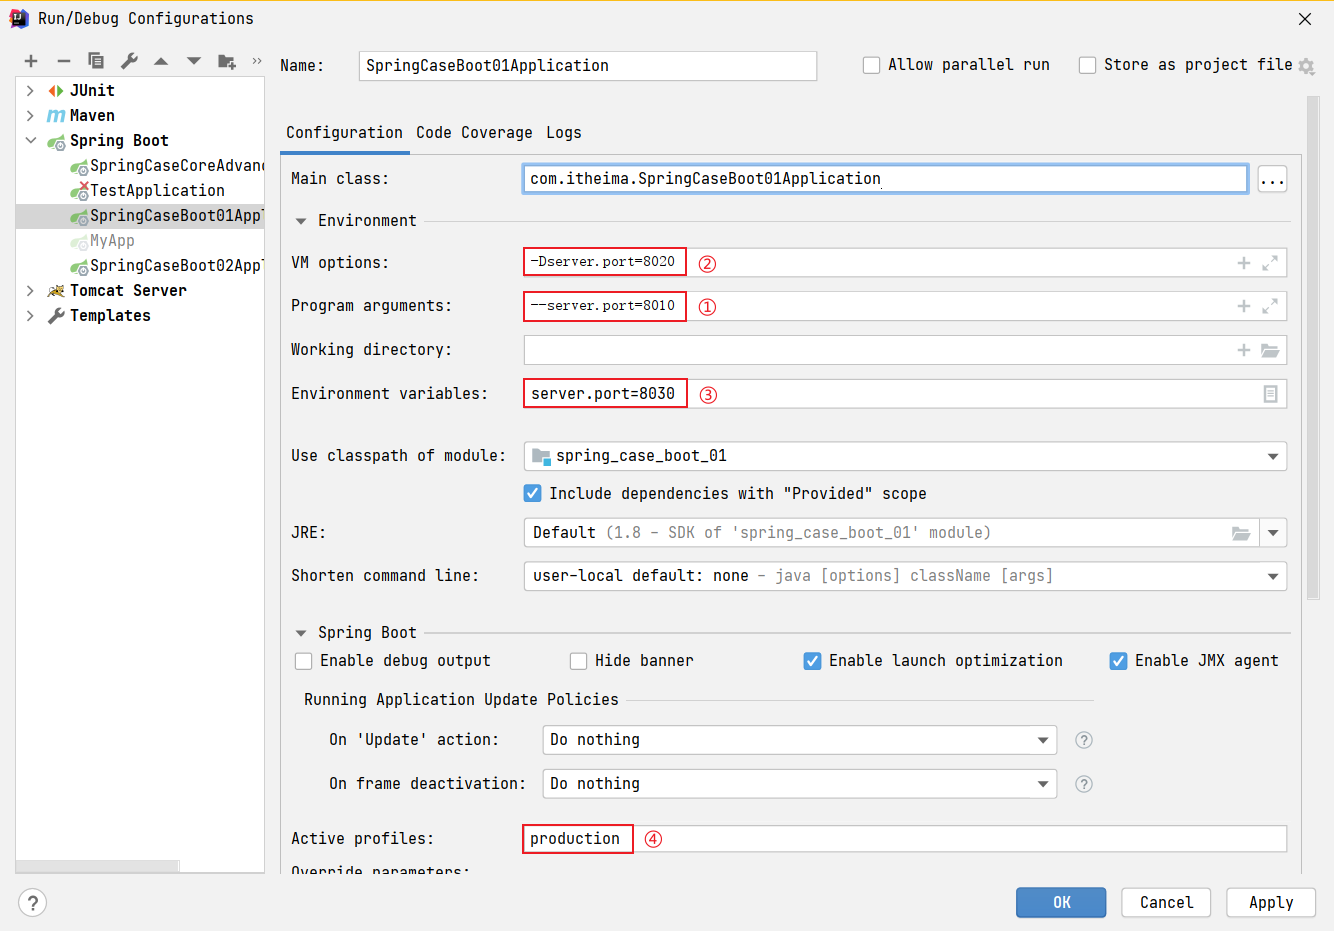 Run/Debug Configurations
Name: SpringCaseBoot01Application Allow parallel run Store as project file
JUnit
Maven
Spring Boot
SpringCaseCoreAdvanc
TestApplication
SpringCaseBoot01Appl
MyApp
SpringCaseBoot02Appl
Tomcat Server
Templates
Configuration Code Coverage Logs
Main class: com.itheima.SpringCaseBoot01Application ...
Environment
VM options: -Dserver.port=8020 ②
Program arguments: --server.port=8010 ①
Working directory:
Environment variables: server.port=8030 ③
Use classpath of module: spring_case_boot_01
Include dependencies with "Provided" scope
JRE: Default (1.8 - SDK of 'spring_case_boot_01' module)
Shorten command line: user-local default: none - java [options] className [args]
Spring Boot
Enable debug output Hide banner Enable launch optimization Enable JMX agent
Running Application Update Policies
On 'Update' action: Do nothing ?
On frame deactivation: Do nothing ?
Active profiles: production ④
Override parameters:
? OK Cancel Apply